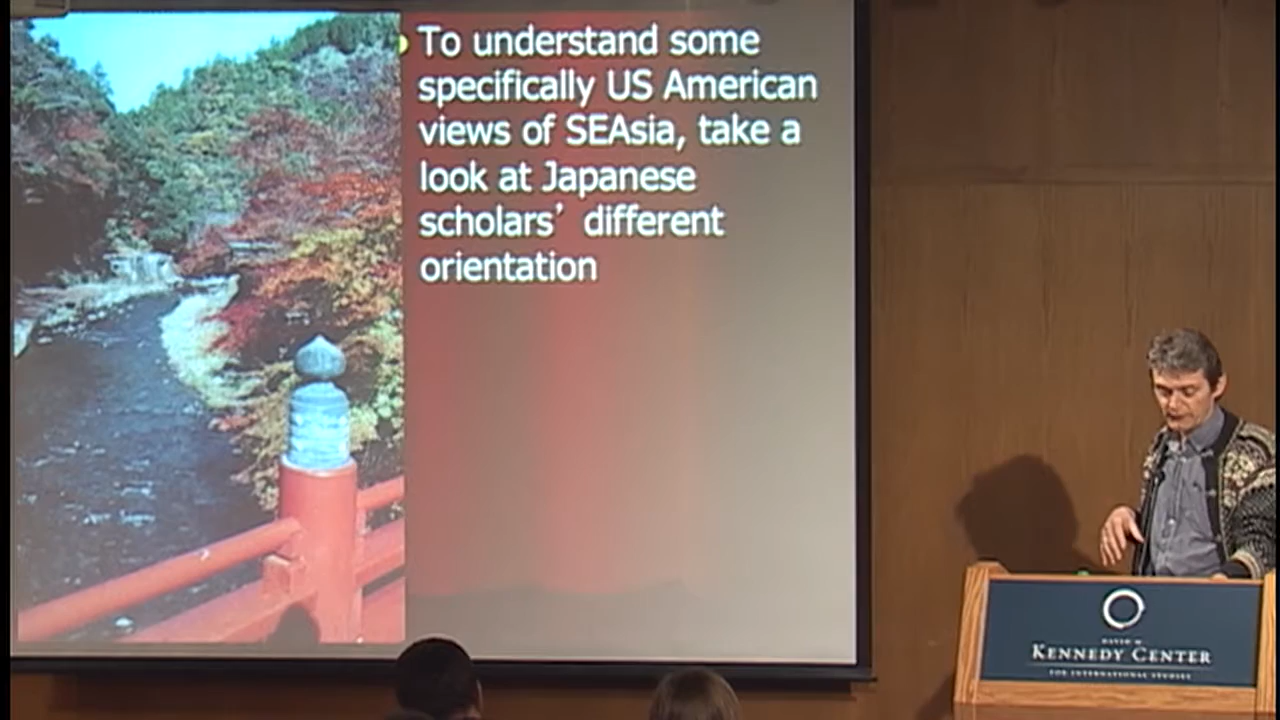 To understand some
specifically US American
views of SEAsia, take a
look at Japanese
scholars’ different
orientation
DAVID M.
KENNEDY CENTER
FOR INTERNATIONAL STUDIES